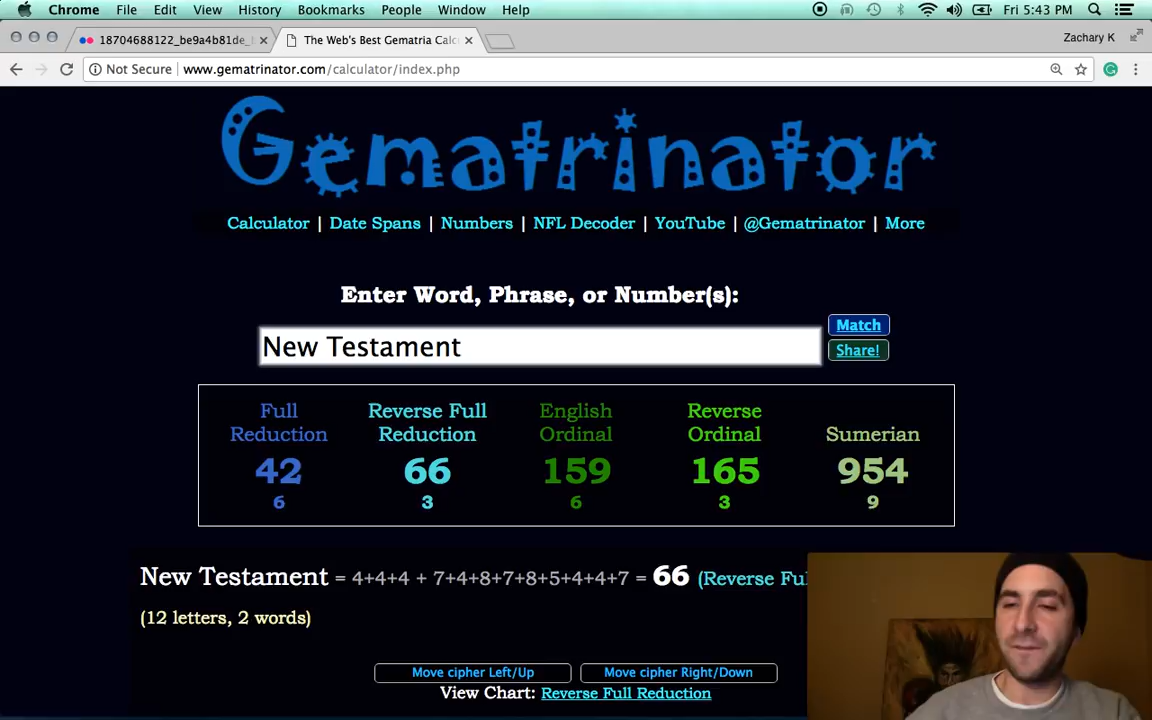 Chrome File Edit View History Bookmarks People Window Help Fri 5:43 PM
18704688122_be9a4b81de_ × The Web's Best Gematria Calc × Zachary K
Not Secure | www.gematrinator.com/calculator/index.php
Gematrinator
Calculator | Date Spans | Numbers | NFL Decoder | YouTube | @Gematrinator | More
Enter Word, Phrase, or Number(s):
New Testament
Match
Share!
Full Reduction
42
6
Reverse Full Reduction
66
3
English Ordinal
159
6
Reverse Ordinal
165
3
Sumerian
954
9
New Testament = 4+4+4 + 7+4+8+7+8+5+4+4+7 = 66 (Reverse Ful
(12 letters, 2 words)
Move cipher Left/Up Move cipher Right/Down
View Chart: Reverse Full Reduction